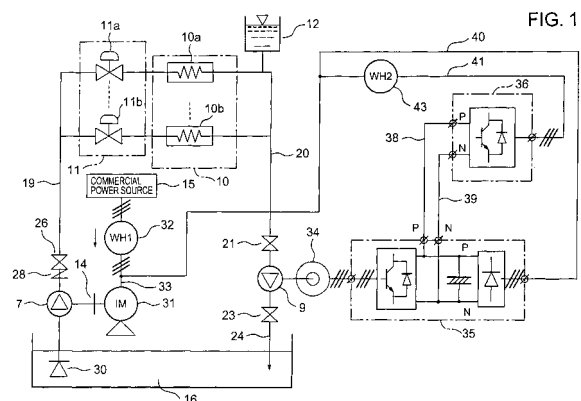 FIG. 1
11a
10a
12
40
41
WH2
43
36
P
N
38
11b
10b
11
10
20
19
COMMERCIAL
POWER SOURCE
15
39
26
32
WH1
21
34
P
N
P
28
14
33
7
IM
31
9
23
24
N
35
30
16